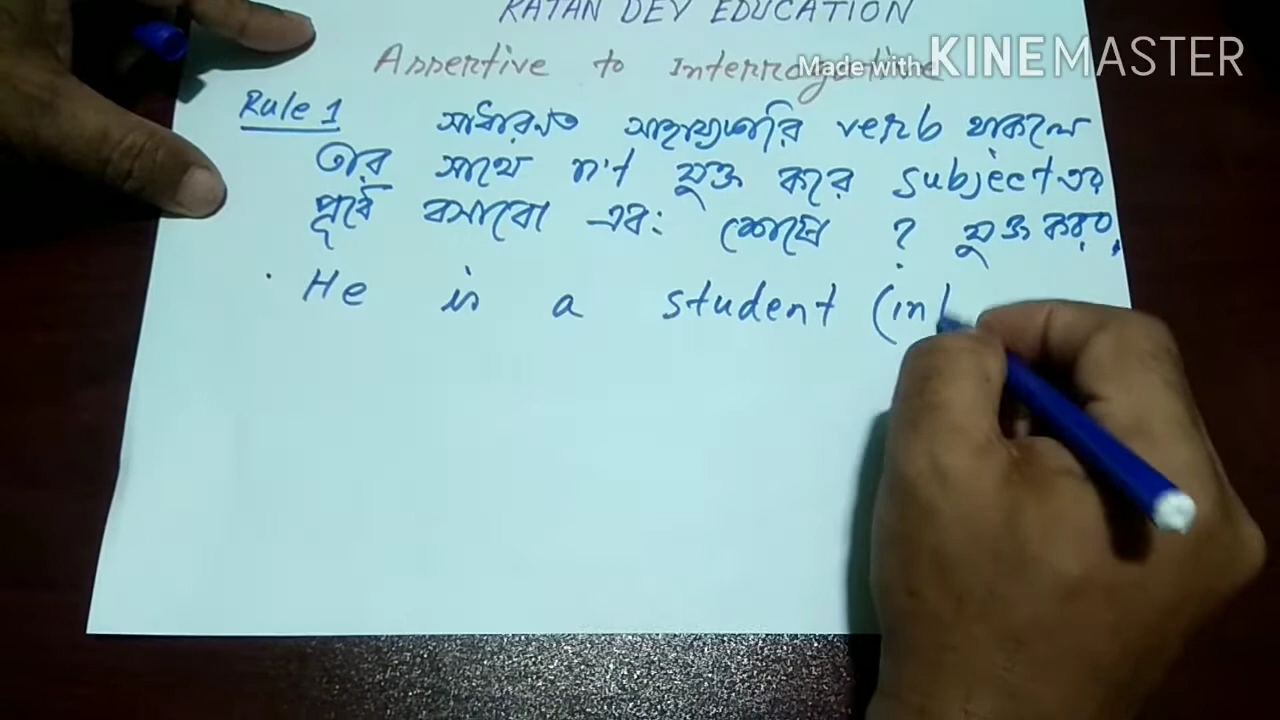 RATAN DEV EDUCATION
Assertive to Interrogative
Made with KINEMASTER
Rule 1 সাধারণত সাহায্যকারি verb থাকলে
তার সাথে n't যুক্ত করে subject এর
পূর্বে বসাবো এবং শেষে ? যুক্ত করব,
He is a student (int